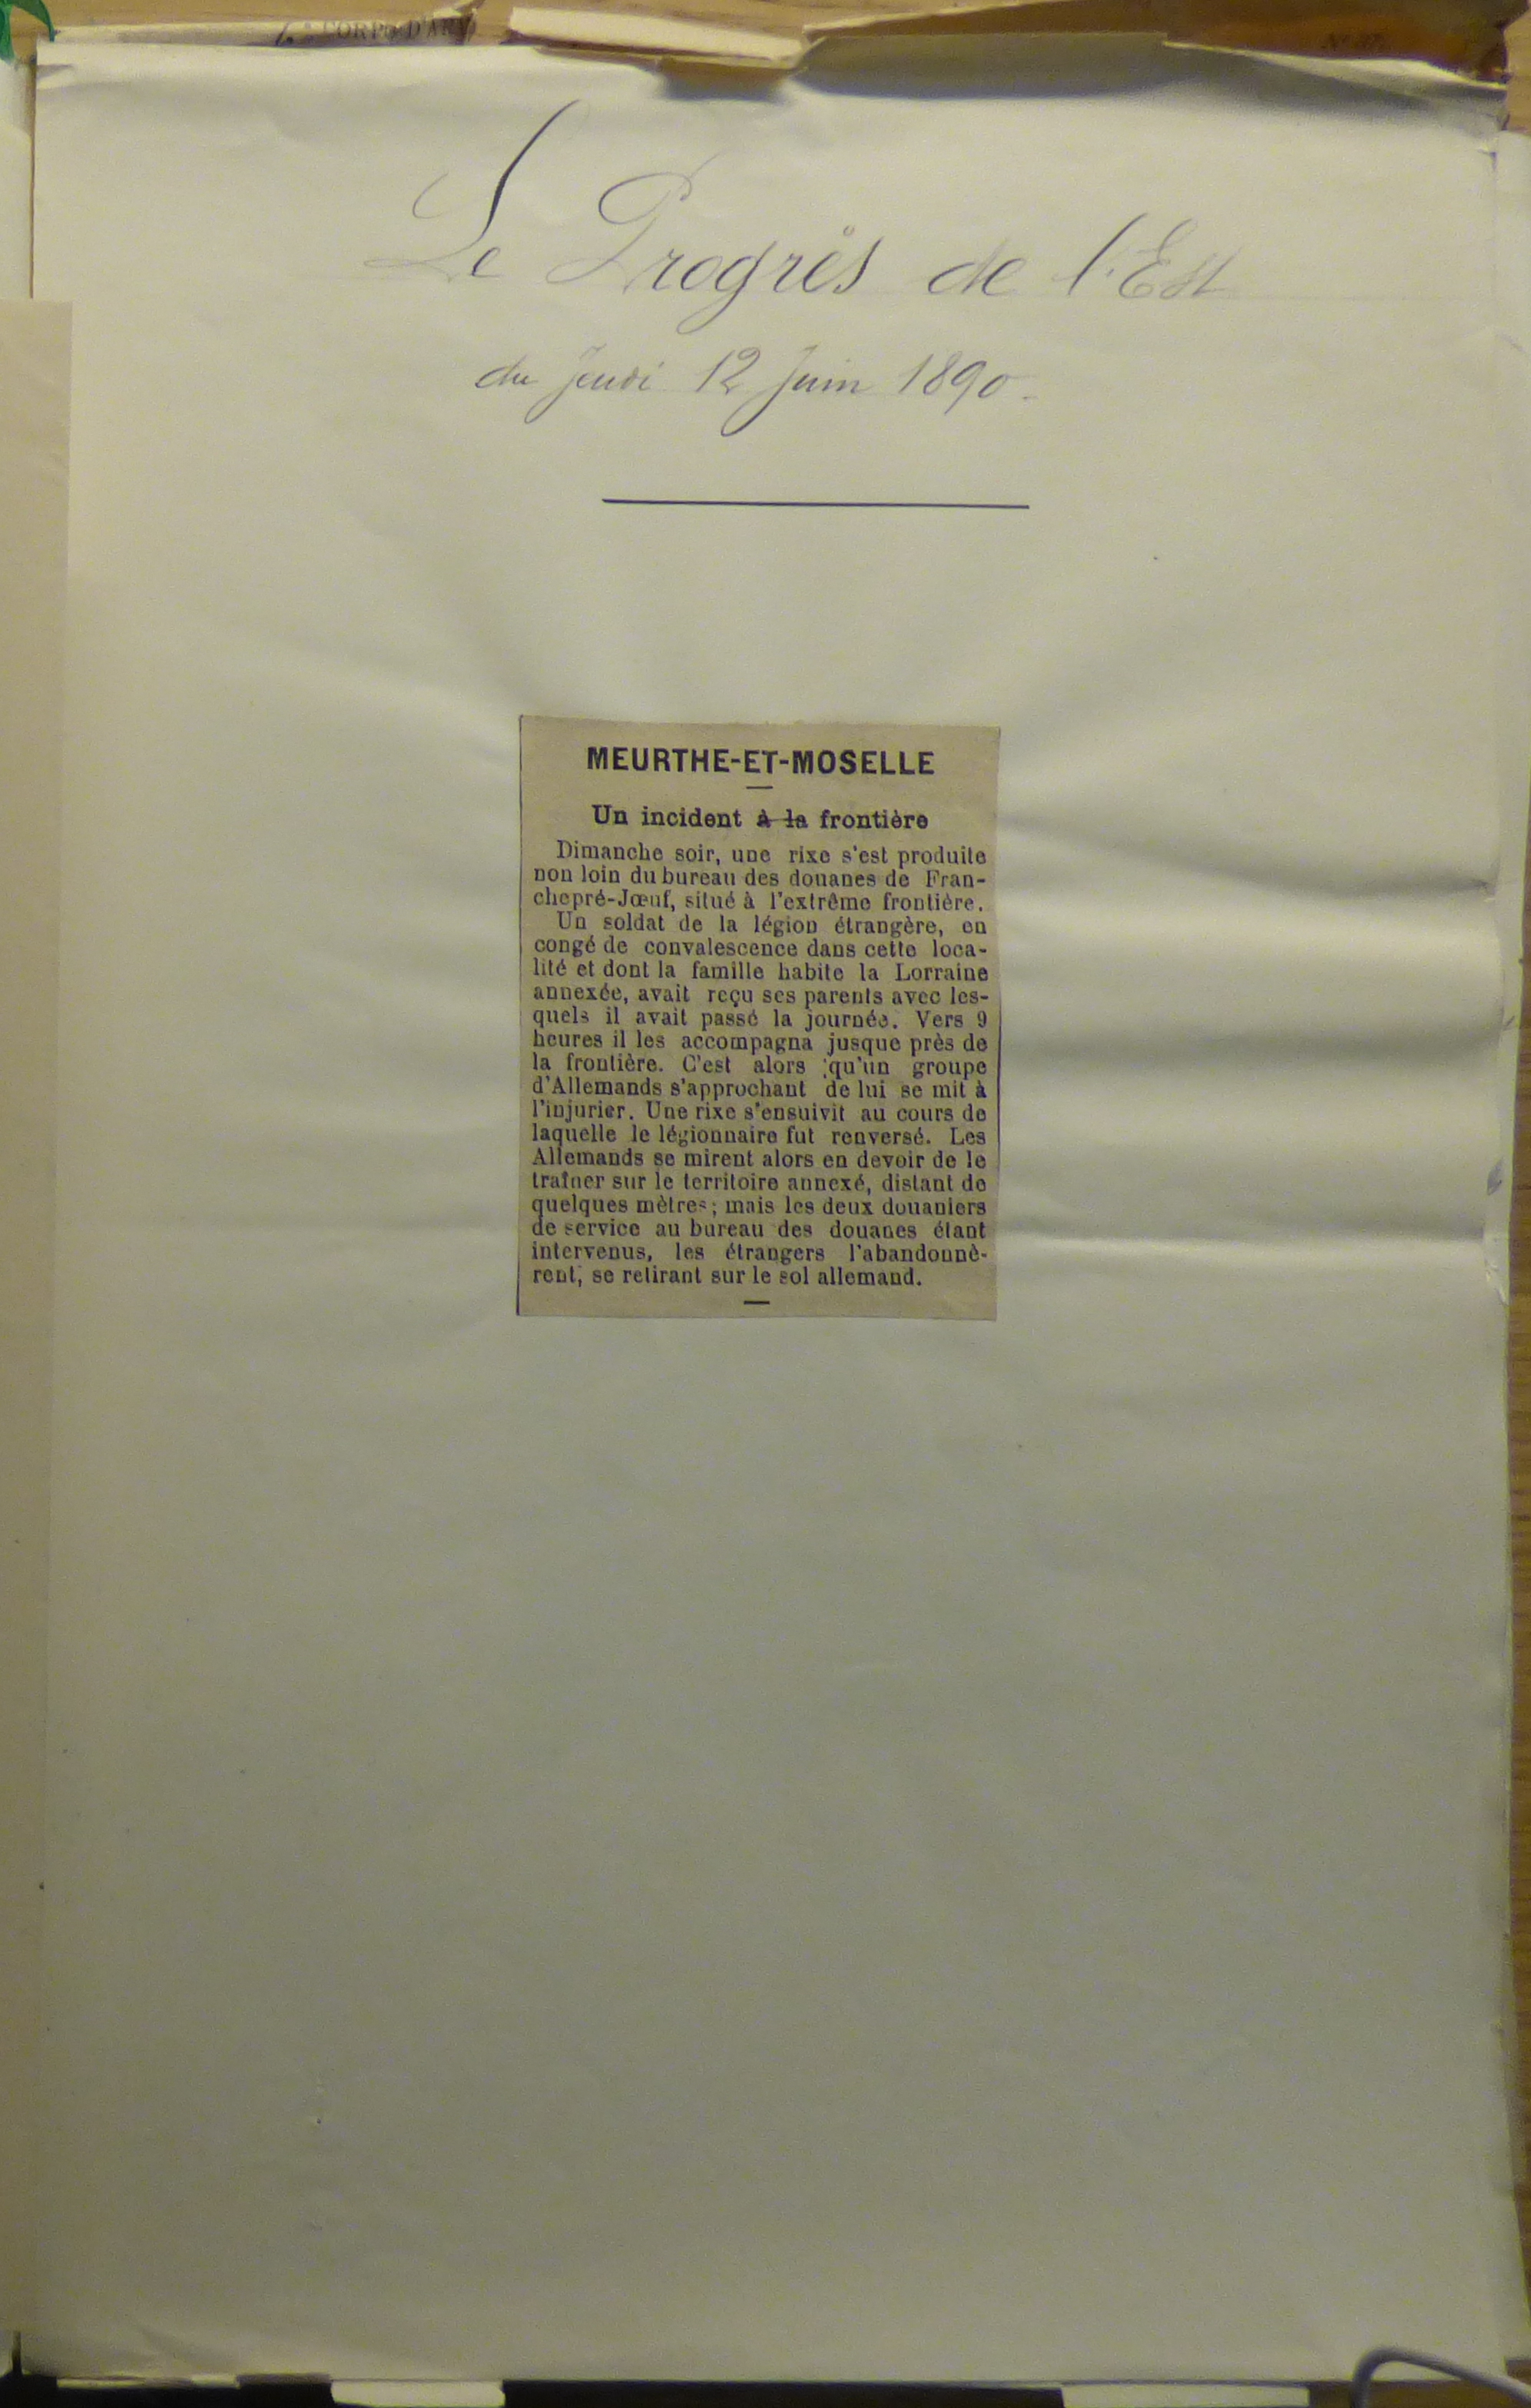 CORPS D'AR
Le Progrès de l'Est
du Jeudi 12 Juin 1890.
MEURTHE-ET-MOSELLE
Un incident à la frontière
Dimanche soir, une rixe s'est produite
non loin du bureau des douanes de Fran-
chepré-Jœuf, situé à l'extrême frontière.
Un soldat de la légion étrangère, en
congé de convalescence dans cette loca-
lité et dont la famille habite la Lorraine
annexée, avait reçu ses parents avec les-
quels il avait passé la journée. Vers 9
heures il les accompagna jusque près de
la frontière. C'est alors qu'un groupe
d'Allemands s'approchant de lui se mit à
l'injurier. Une rixe s'ensuivit au cours de
laquelle le légionnaire fut renversé. Les
Allemands se mirent alors en devoir de le
traîner sur le territoire annexé, distant de
quelques mètres ; mais les deux douaniers
de service au bureau des douanes étant
intervenus, les étrangers l'abandonnè-
rent, se retirant sur le sol allemand.